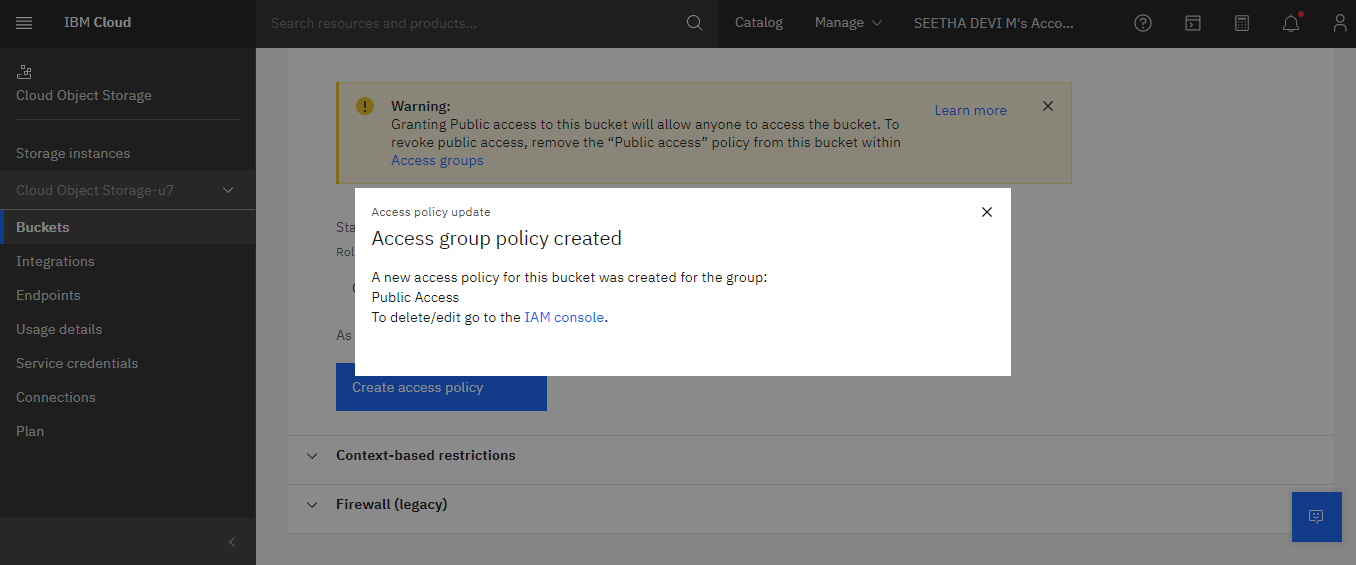 IBM Cloud
Search resources and products...
Catalog
Manage
SEETHA DEVI M's Acco...
Cloud Object Storage
Storage instances
Cloud Object Storage-u7
Buckets
Integrations
Endpoints
Usage details
Service credentials
Connections
Plan
Warning:
Granting Public access to this bucket will allow anyone to access the bucket. To
revoke public access, remove the “Public access” policy from this bucket within
Access groups
Learn more
Access policy update
Access group policy created
A new access policy for this bucket was created for the group:
Public Access
To delete/edit go to the IAM console.
As
Create access policy
Context-based restrictions
Firewall (legacy)